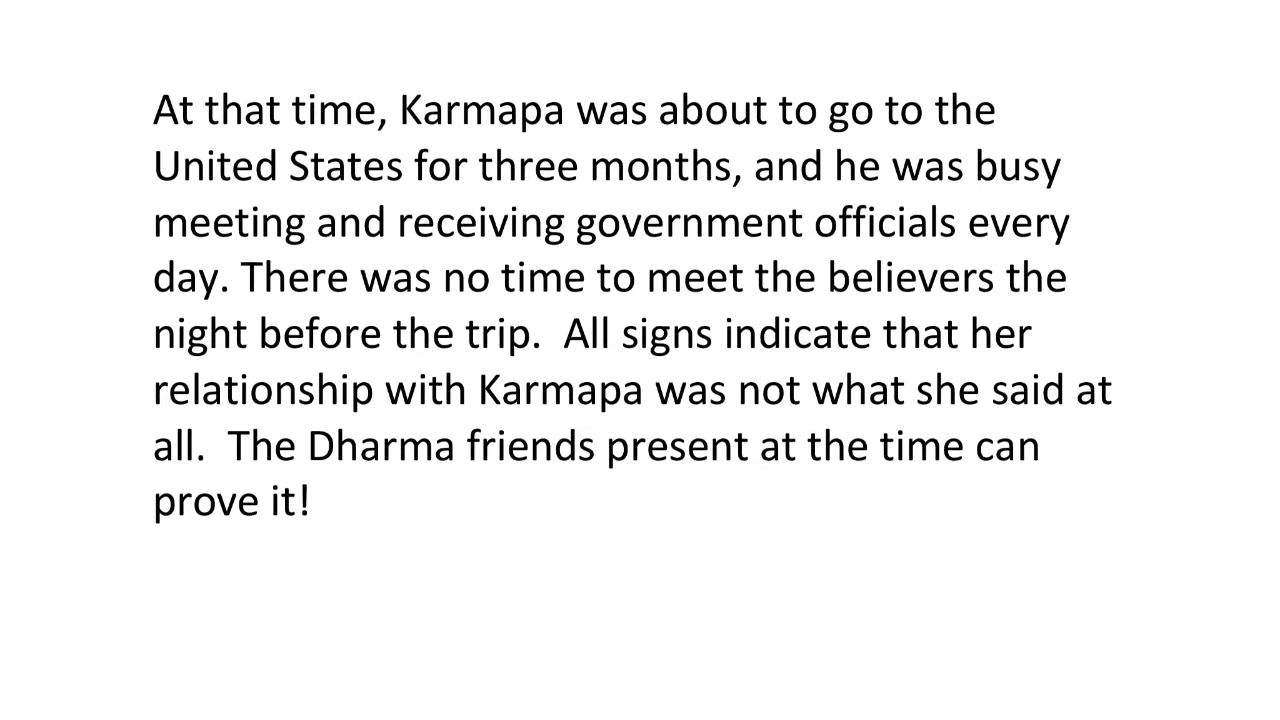 At that time, Karmapa was about to go to the
United States for three months, and he was busy
meeting and receiving government officials every
day. There was no time to meet the believers the
night before the trip.  All signs indicate that her
relationship with Karmapa was not what she said at
all.  The Dharma friends present at the time can
prove it!